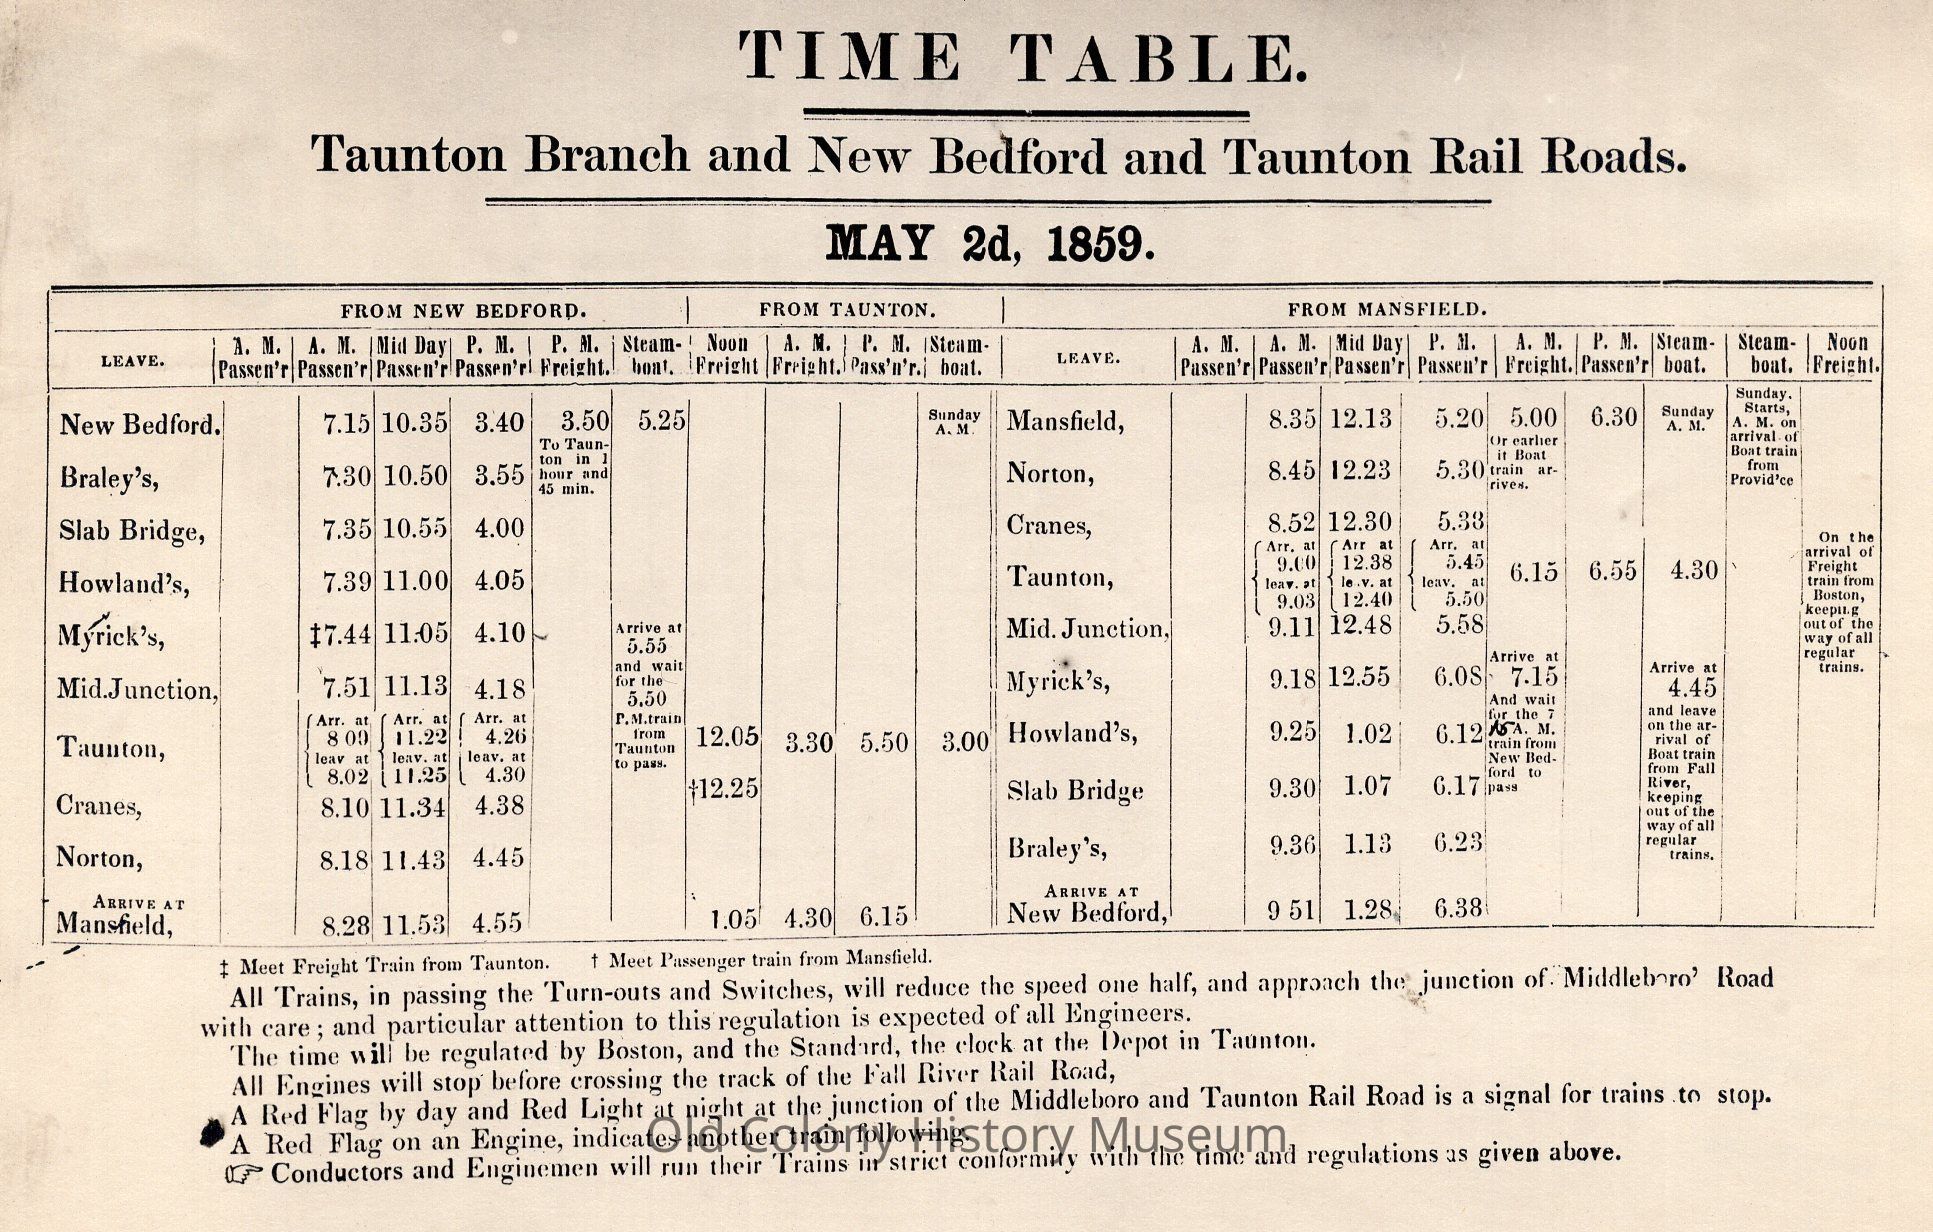 TIME TABLE.
Taunton Branch and New Bedford and Taunton Rail Roads.
MAY 2d, 1859.
FROM NEW BEDFORD. FROM TAUNTON. FROM MANSFIELD.
LEAVE. A. M. Passen'r A. M. Passen'r Mid Day Passen'r P. M. Passen'r P. M. Freight. Steam-boat. Noon Freight A. M. Freight. P. M. Pass'n'r. Steam-boat. LEAVE. A. M. Passen'r A. M. Passen'r Mid Day Passen'r P. M. Passen'r A. M. Freight. P. M. Passen'r Steam-boat. Steam-boat. Noon Freight.
New Bedford. 7.15 10.35 3.40 3.50 5.25 Sunday A. M. Mansfield, 8.35 12.13 5.20 5.00 6.30 Sunday A. M. Sunday. Starts, A. M. on arrival of Boat train from Provid'ce
To Taun-ton in 1 hour and 45 min. Or earlier if Boat train ar-rives.
Braley's, 7.30 10.50 3.55 Norton, 8.45 12.23 5.30
Slab Bridge, 7.35 10.55 4.00 Cranes, 8.52 12.30 5.38
Howland's, 7.39 11.00 4.05 Taunton, Arr. at 9.00 leav. at 9.03 Arr at 12.38 le.v. at 12.40 Arr. at 5.45 leav. at 5.50 6.15 6.55 4.30 On the arrival of Freight train from Boston, keeping out of the way of all regular trains.
Myrick's, ‡7.44 11.05 4.10 Arrive at 5.55 and wait for the 5.50 P.M. train from Taunton to pass. Mid. Junction, 9.11 12.48 5.58
Mid. Junction, 7.51 11.13 4.18 Myrick's, 9.18 12.55 6.08 Arrive at 7.15 And wait for the 7 15 A. M. train from New Bed-ford to pass Arrive at 4.45 and leave on the ar-rival of Boat train from Fall River, keeping out of the way of all regular trains.
Taunton, Arr. at 8 00 leav at 8.02 Arr. at 11.22 leav. at 11.25 Arr. at 4.26 leav. at 4.30 12.05 3.30 5.50 3.00 Howland's, 9.25 1.02 6.12
†12.25 Slab Bridge 9.30 1.07 6.17
Cranes, 8.10 11.34 4.38
Norton, 8.18 11.43 4.45 Braley's, 9.36 1.13 6.23
ARRIVE AT Mansfield, 8.28 11.53 4.55 1.05 4.30 6.15 ARRIVE AT New Bedford, 9 51 1.28 6.38
‡ Meet Freight Train from Taunton. † Meet Passenger train from Mansfield.
All Trains, in passing the Turn-outs and Switches, will reduce the speed one half, and approach the junction of Middleboro' Road
with care; and particular attention to this regulation is expected of all Engineers.
The time will be regulated by Boston, and the Standard, the clock at the Depot in Taunton.
All Engines will stop before crossing the track of the Fall River Rail Road,
A Red Flag by day and Red Light at night at the junction of the Middleboro and Taunton Rail Road is a signal for trains to stop.
A Red Flag on an Engine, indicates another train following.
☞ Conductors and Enginemen will run their Trains in strict conformity with the time and regulations as given above.
Old Colony History Museum